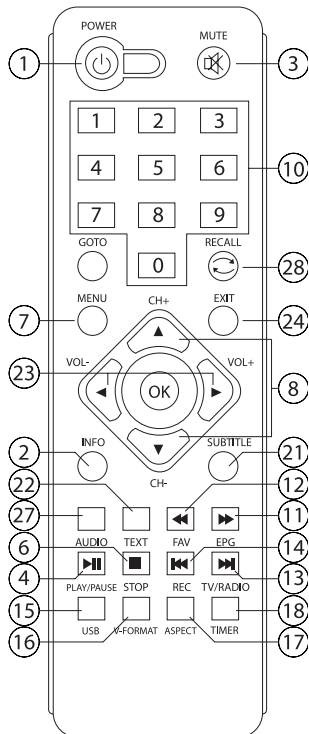 POWER
MUTE
1
3
1 2 3
10
4 5 6
7 8 9
GOTO
0
RECALL
28
MENU
CH+
EXIT
7
24
VOL-
VOL+
23
OK
8
INFO
SUBTITLE
2
CH-
21
22
12
27
11
AUDIO TEXT FAV EPG
6
14
4
13
PLAY/PAUSE STOP REC TV/RADIO
15
18
USB V-FORMAT ASPECT TIMER
16
17